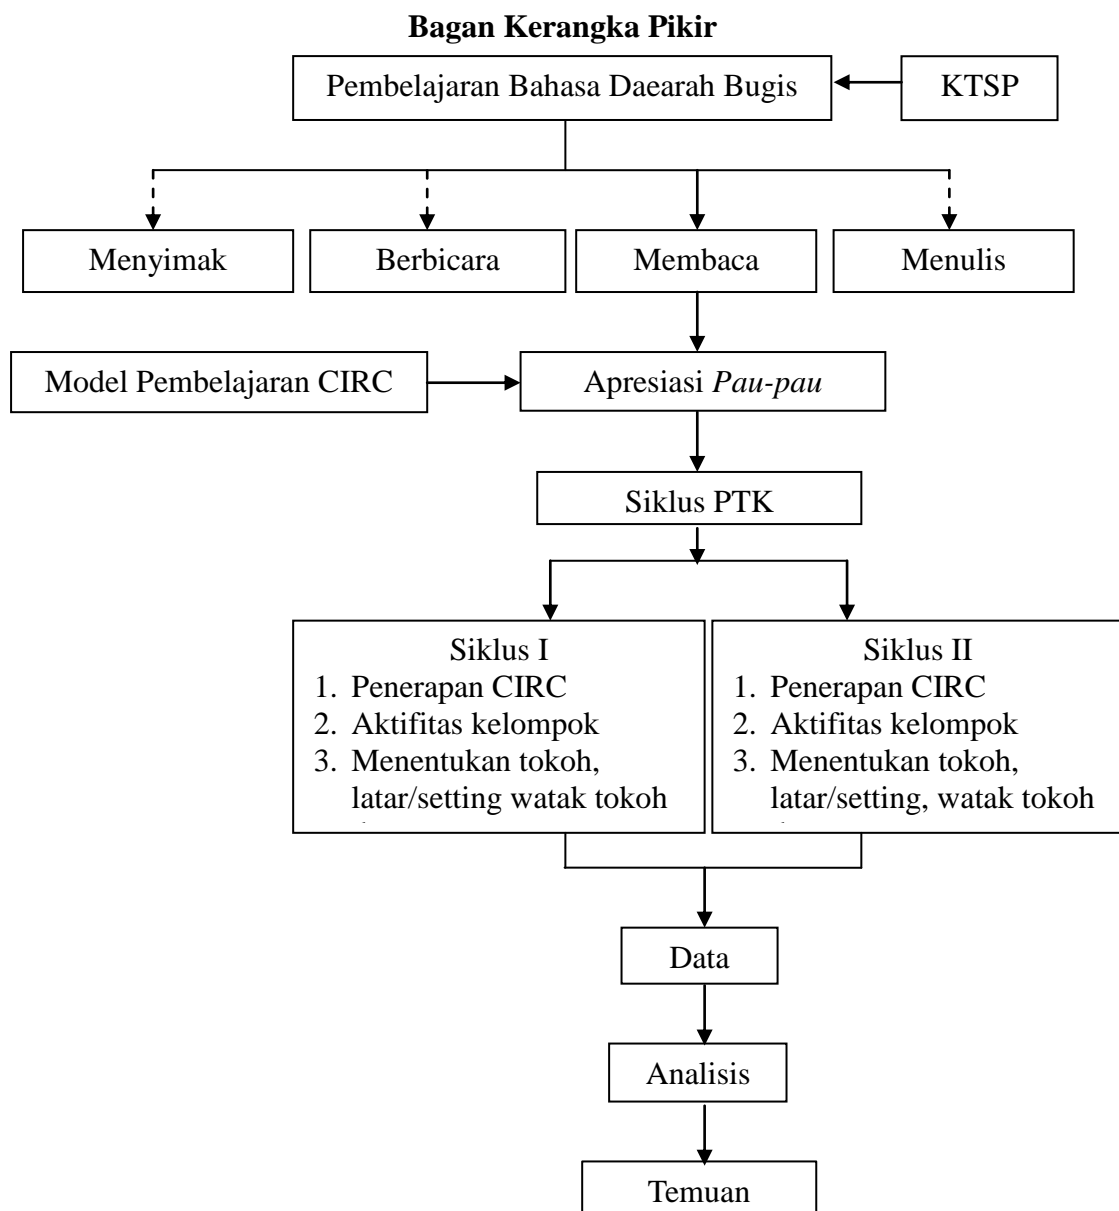 Bagan Kerangka Pikir
Pembelajaran Bahasa Daearah Bugis
KTSP
Menyimak
Berbicara
Membaca
Menulis
Model Pembelajaran CIRC
Apresiasi Pau-pau
Siklus PTK
Siklus I
1. Penerapan CIRC
2. Aktifitas kelompok
3. Menentukan tokoh,
latar/setting watak tokoh
Siklus II
1. Penerapan CIRC
2. Aktifitas kelompok
3. Menentukan tokoh,
latar/setting, watak tokoh
Data
Analisis
Temuan